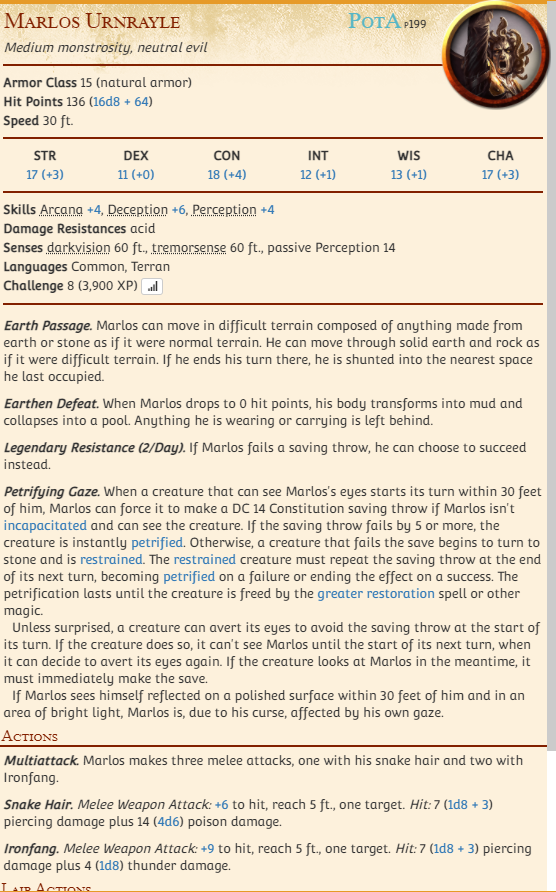 Marlos Urnrayle PotA p199
Medium monstrosity, neutral evil
Armor Class 15 (natural armor)
Hit Points 136 (16d8 + 64)
Speed 30 ft.
STR DEX CON INT WIS CHA
17 (+3) 11 (+0) 18 (+4) 12 (+1) 13 (+1) 17 (+3)
Skills Arcana +4, Deception +6, Perception +4
Damage Resistances acid
Senses darkvision 60 ft., tremorsense 60 ft., passive Perception 14
Languages Common, Terran
Challenge 8 (3,900 XP)
Earth Passage. Marlos can move in difficult terrain composed of anything made from
earth or stone as if it were normal terrain. He can move through solid earth and rock as
if it were difficult terrain. If he ends his turn there, he is shunted into the nearest space
he last occupied.
Earthen Defeat. When Marlos drops to 0 hit points, his body transforms into mud and
collapses into a pool. Anything he is wearing or carrying is left behind.
Legendary Resistance (2/Day). If Marlos fails a saving throw, he can choose to succeed
instead.
Petrifying Gaze. When a creature that can see Marlos's eyes starts its turn within 30 feet
of him, Marlos can force it to make a DC 14 Constitution saving throw if Marlos isn't
incapacitated and can see the creature. If the saving throw fails by 5 or more, the
creature is instantly petrified. Otherwise, a creature that fails the save begins to turn to
stone and is restrained. The restrained creature must repeat the saving throw at the end
of its next turn, becoming petrified on a failure or ending the effect on a success. The
petrification lasts until the creature is freed by the greater restoration spell or other
magic.
Unless surprised, a creature can avert its eyes to avoid the saving throw at the start of
its turn. If the creature does so, it can't see Marlos until the start of its next turn, when
it can decide to avert its eyes again. If the creature looks at Marlos in the meantime, it
must immediately make the save.
If Marlos sees himself reflected on a polished surface within 30 feet of him and in an
area of bright light, Marlos is, due to his curse, affected by his own gaze.
Actions
Multiattack. Marlos makes three melee attacks, one with his snake hair and two with
Ironfang.
Snake Hair. Melee Weapon Attack: +6 to hit, reach 5 ft., one target. Hit: 7 (1d8 + 3)
piercing damage plus 14 (4d6) poison damage.
Ironfang. Melee Weapon Attack: +9 to hit, reach 5 ft., one target. Hit: 7 (1d8 + 3) piercing
damage plus 4 (1d8) thunder damage.
Lair Actions